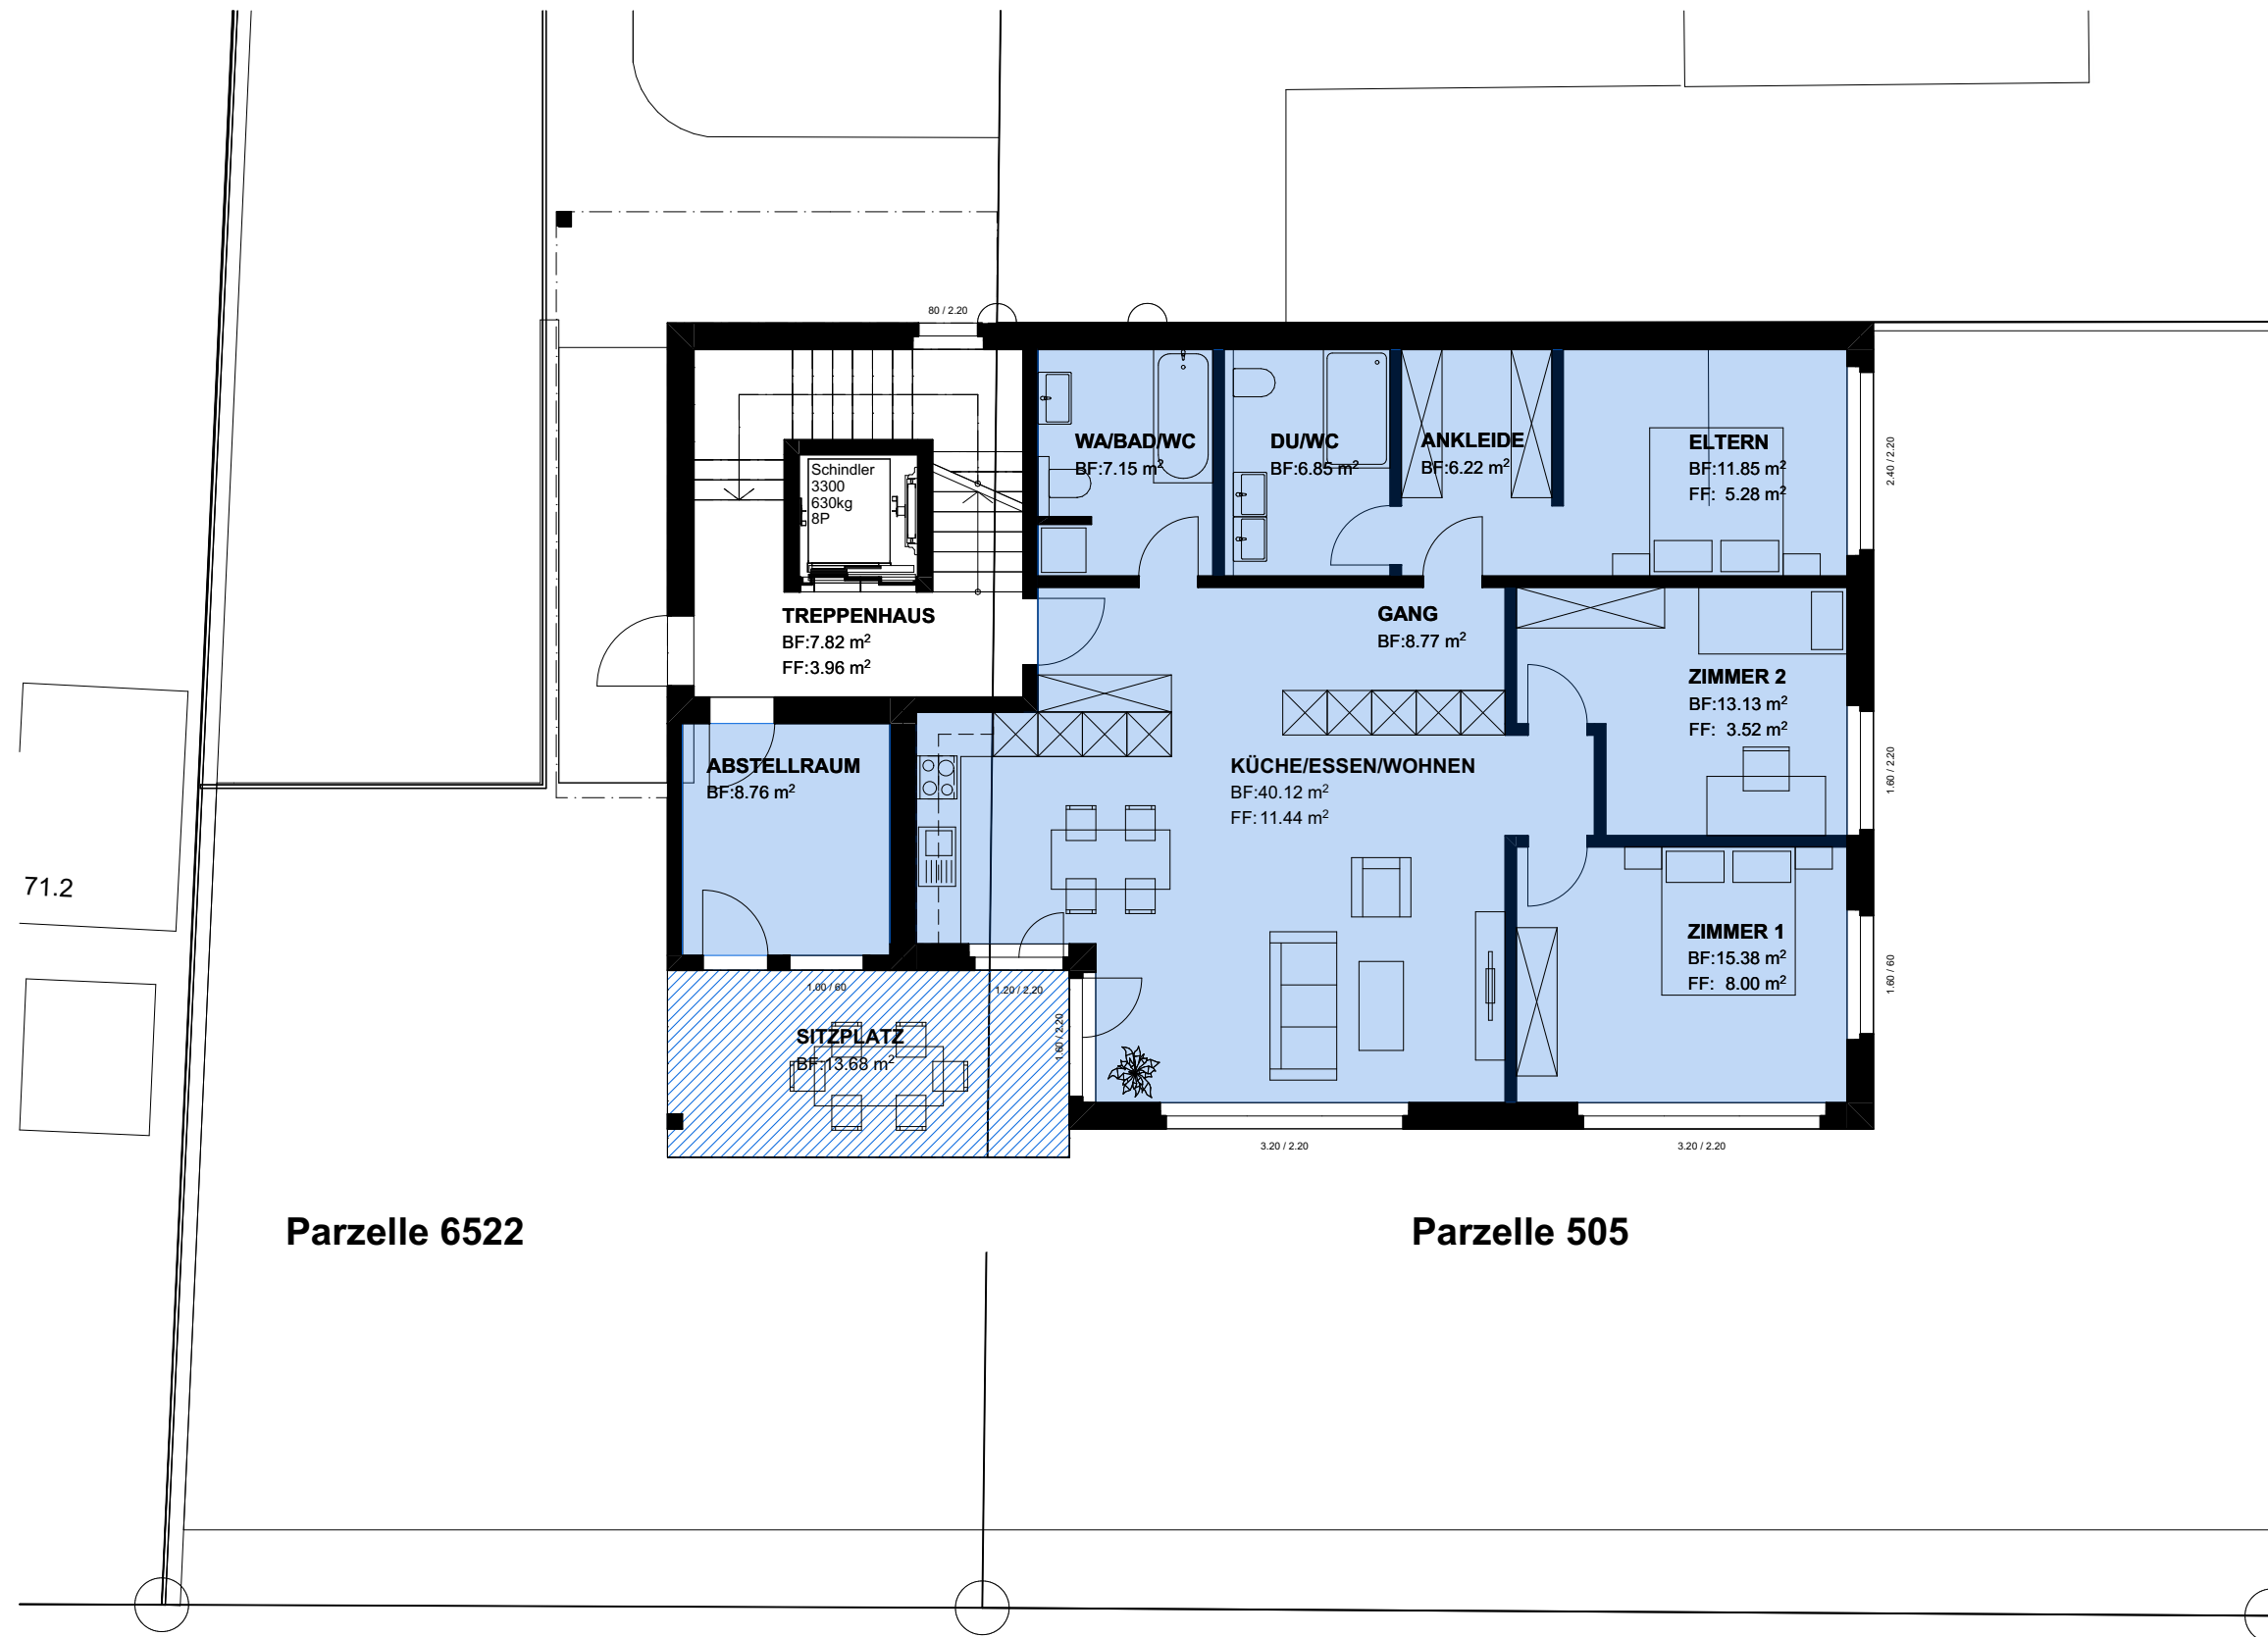 80 / 2.20
Schindler
3300
630kg
8P
WA/BAD/WC
BF:7.15 m²
DU/WC
BF:6.85 m²
ANKLEIDE
BF:6.22 m²
ELTERN
BF:11.85 m²
FF: 5.28 m²
2.40 / 2.20
TREPPENHAUS
BF:7.82 m²
FF:3.96 m²
GANG
BF:8.77 m²
ZIMMER 2
BF:13.13 m²
FF: 3.52 m²
1.60 / 2.20
ABSTELLRAUM
BF:8.76 m²
KÜCHE/ESSEN/WOHNEN
BF:40.12 m²
FF: 11.44 m²
71.2
ZIMMER 1
BF:15.38 m²
FF: 8.00 m²
1.60 / 60
1.00 / 60
1.20 / 2.20
1.60 / 2.20
SITZPLATZ
BF:13.68 m²
3.20 / 2.20
3.20 / 2.20
Parzelle 6522
Parzelle 505